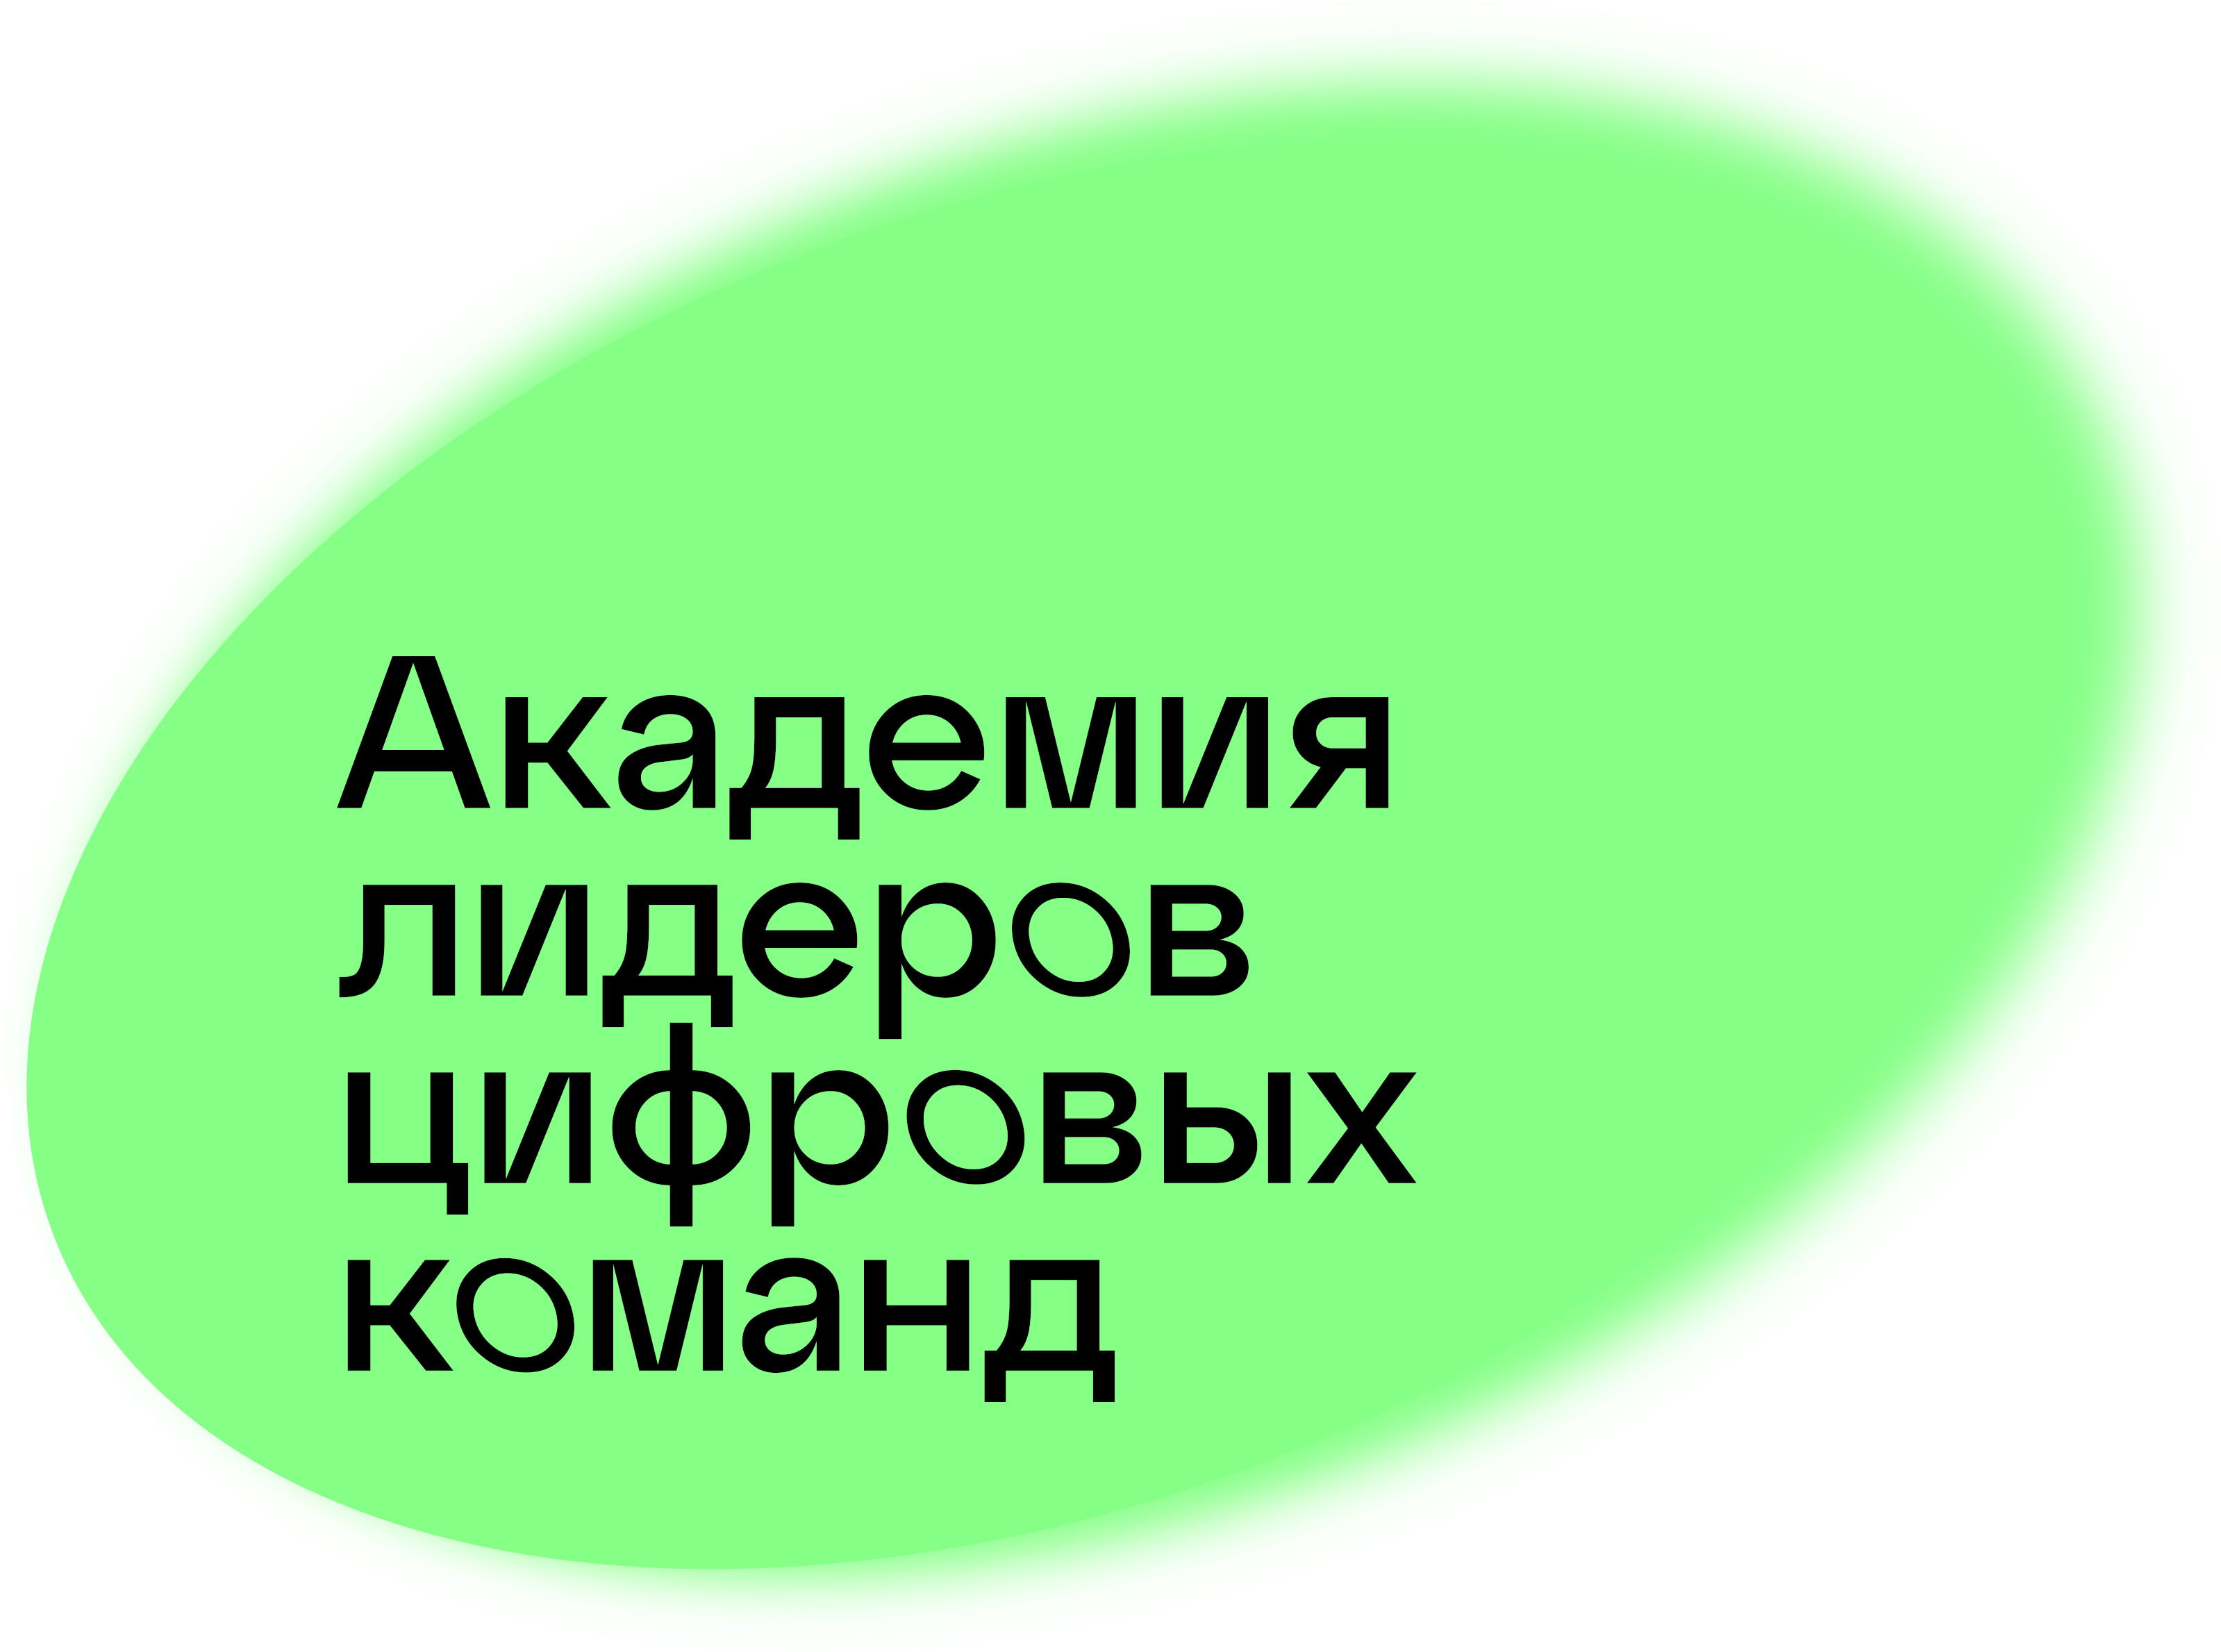 Академия
лидеров
цифровых
команд